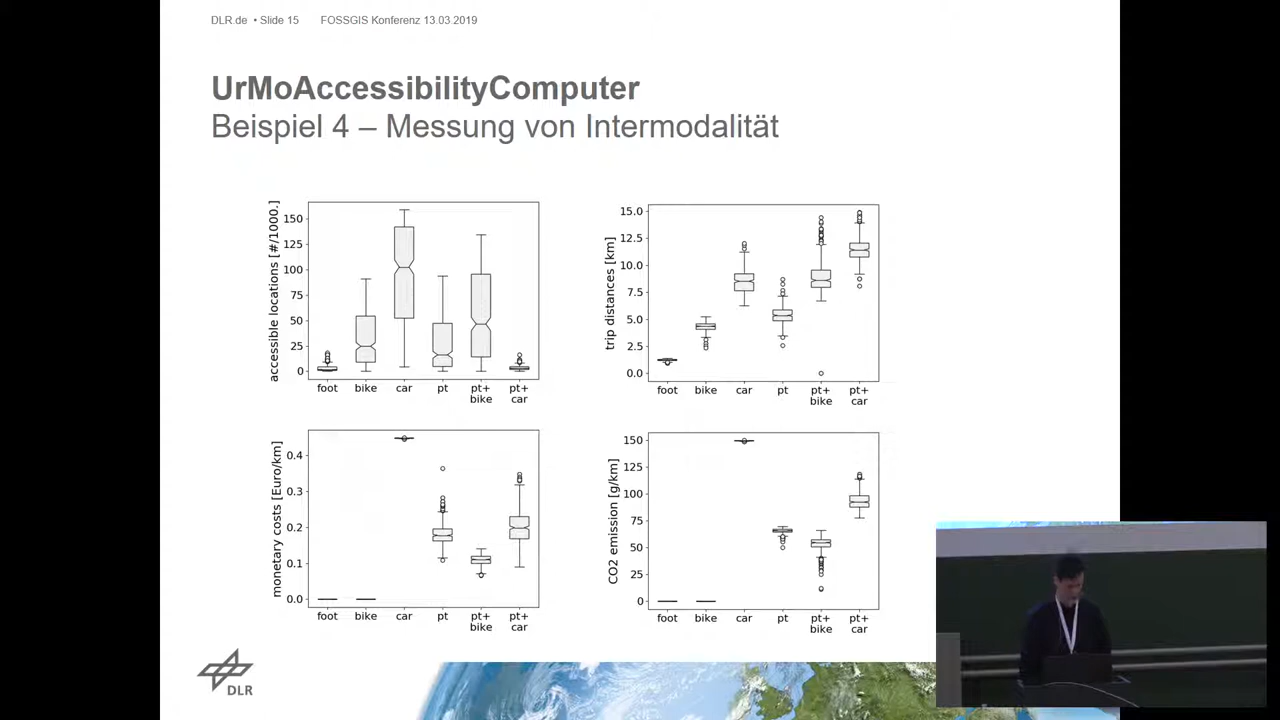 DLR.de • Slide 15 FOSSGIS Konferenz 13.03.2019
UrMoAccessibilityComputer
Beispiel 4 – Messung von Intermodalität
accessible locations [#/1000.]
150
125
100
75
50
25
0
foot bike car pt pt+ pt+
bike car
trip distances [km]
15.0
12.5
10.0
7.5
5.0
2.5
0.0
foot bike car pt pt+ pt+
bike car
monetary costs [Euro/km]
0.4
0.3
0.2
0.1
0.0
foot bike car pt pt+ pt+
bike car
CO2 emission [g/km]
150
125
100
75
50
25
0
foot bike car pt pt+ pt+
bike car
DLR